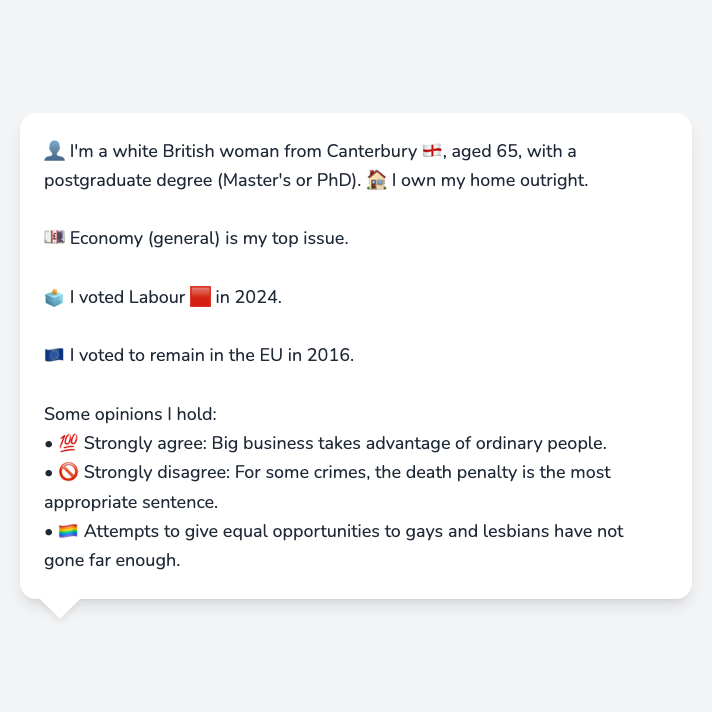 👤 I'm a white British woman from Canterbury 🏴󠁧󠁢󠁥󠁮󠁧󠁿, aged 65, with a
postgraduate degree (Master's or PhD). 🏠 I own my home outright.
💷 Economy (general) is my top issue.
🗳️ I voted Labour 🟥 in 2024.
🇪🇺 I voted to remain in the EU in 2016.
Some opinions I hold:
• 💯 Strongly agree: Big business takes advantage of ordinary people.
• 🚫 Strongly disagree: For some crimes, the death penalty is the most
appropriate sentence.
• 🏳️‍🌈 Attempts to give equal opportunities to gays and lesbians have not
gone far enough.